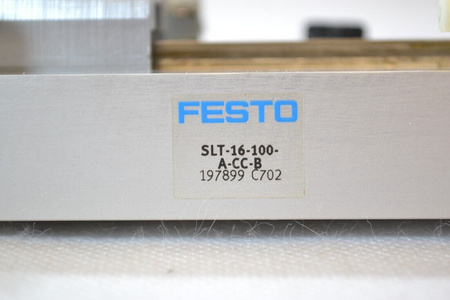 FESTO
SLT-16-100-
A-CC-B
197899 C702